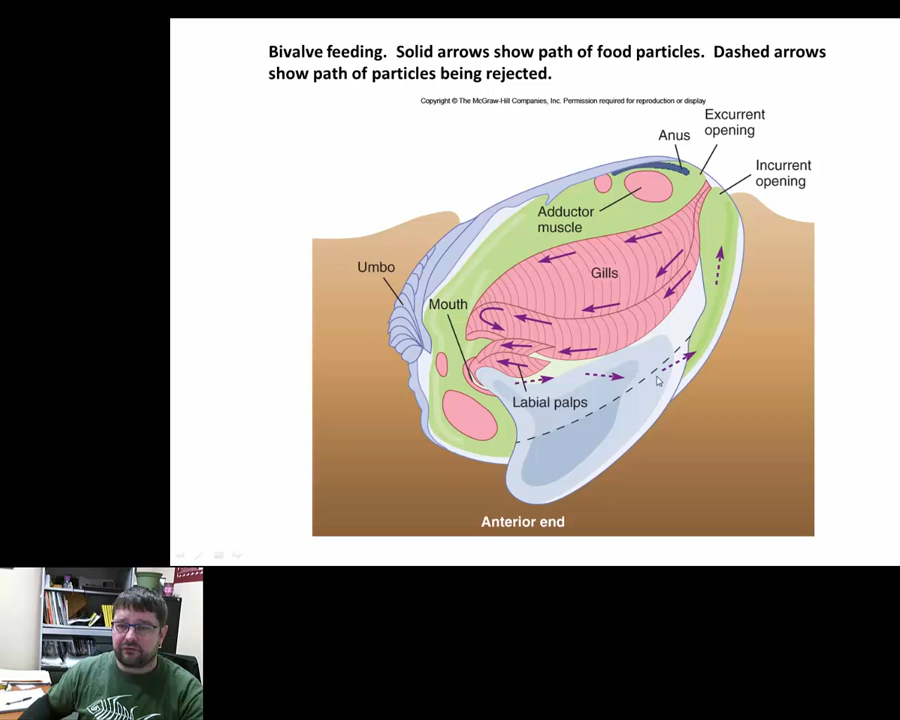 Bivalve feeding.  Solid arrows show path of food particles.  Dashed arrows
show path of particles being rejected.
Copyright © The McGraw-Hill Companies, Inc. Permission required for reproduction or display
Excurrent
opening
Anus
Incurrent
opening
Adductor
muscle
Gills
Umbo
Mouth
Labial palps
Anterior end